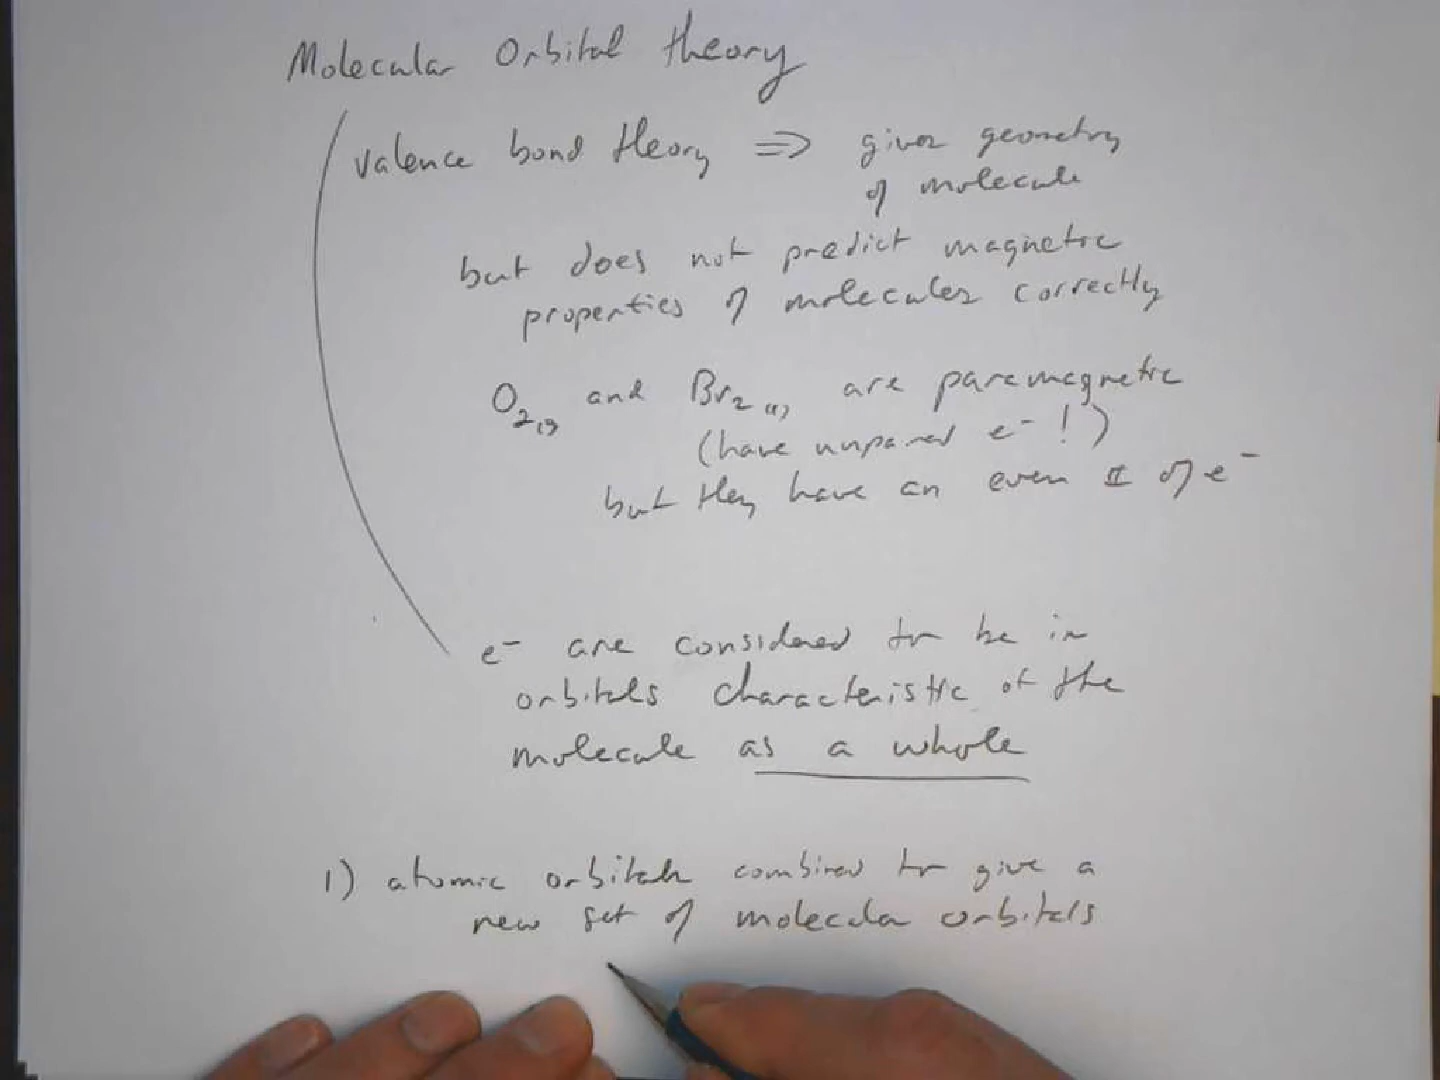 Molecular Orbital theory
valence bond theory ⇒ gives geometry
of molecule
but does not predict magnetic
properties of molecules correctly
O2(g) and Br2(l) are paramagnetic
(have unpaired e⁻!)
but they have an even # of e⁻
e⁻ are considered to be in
orbitals characteristic of the
molecule as a whole
1) atomic orbitals combined to give a
new set of molecular orbitals